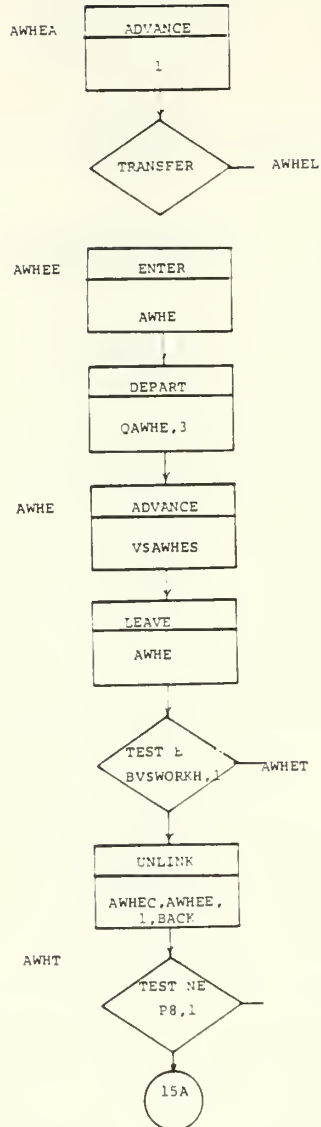 AWHEA
ADVANCE
1
TRANSFER
AWHEL
AWHEE
ENTER
AWHE
DEPART
QAWHE,3
AWHE
ADVANCE
VSAWHES
LEAVE
AWHE
TEST E
BVSWORKH,1
AWHET
UNLINK
AWHEC,AWHEE,
1,BACK
AWHT
TEST NE
P8,1
15A